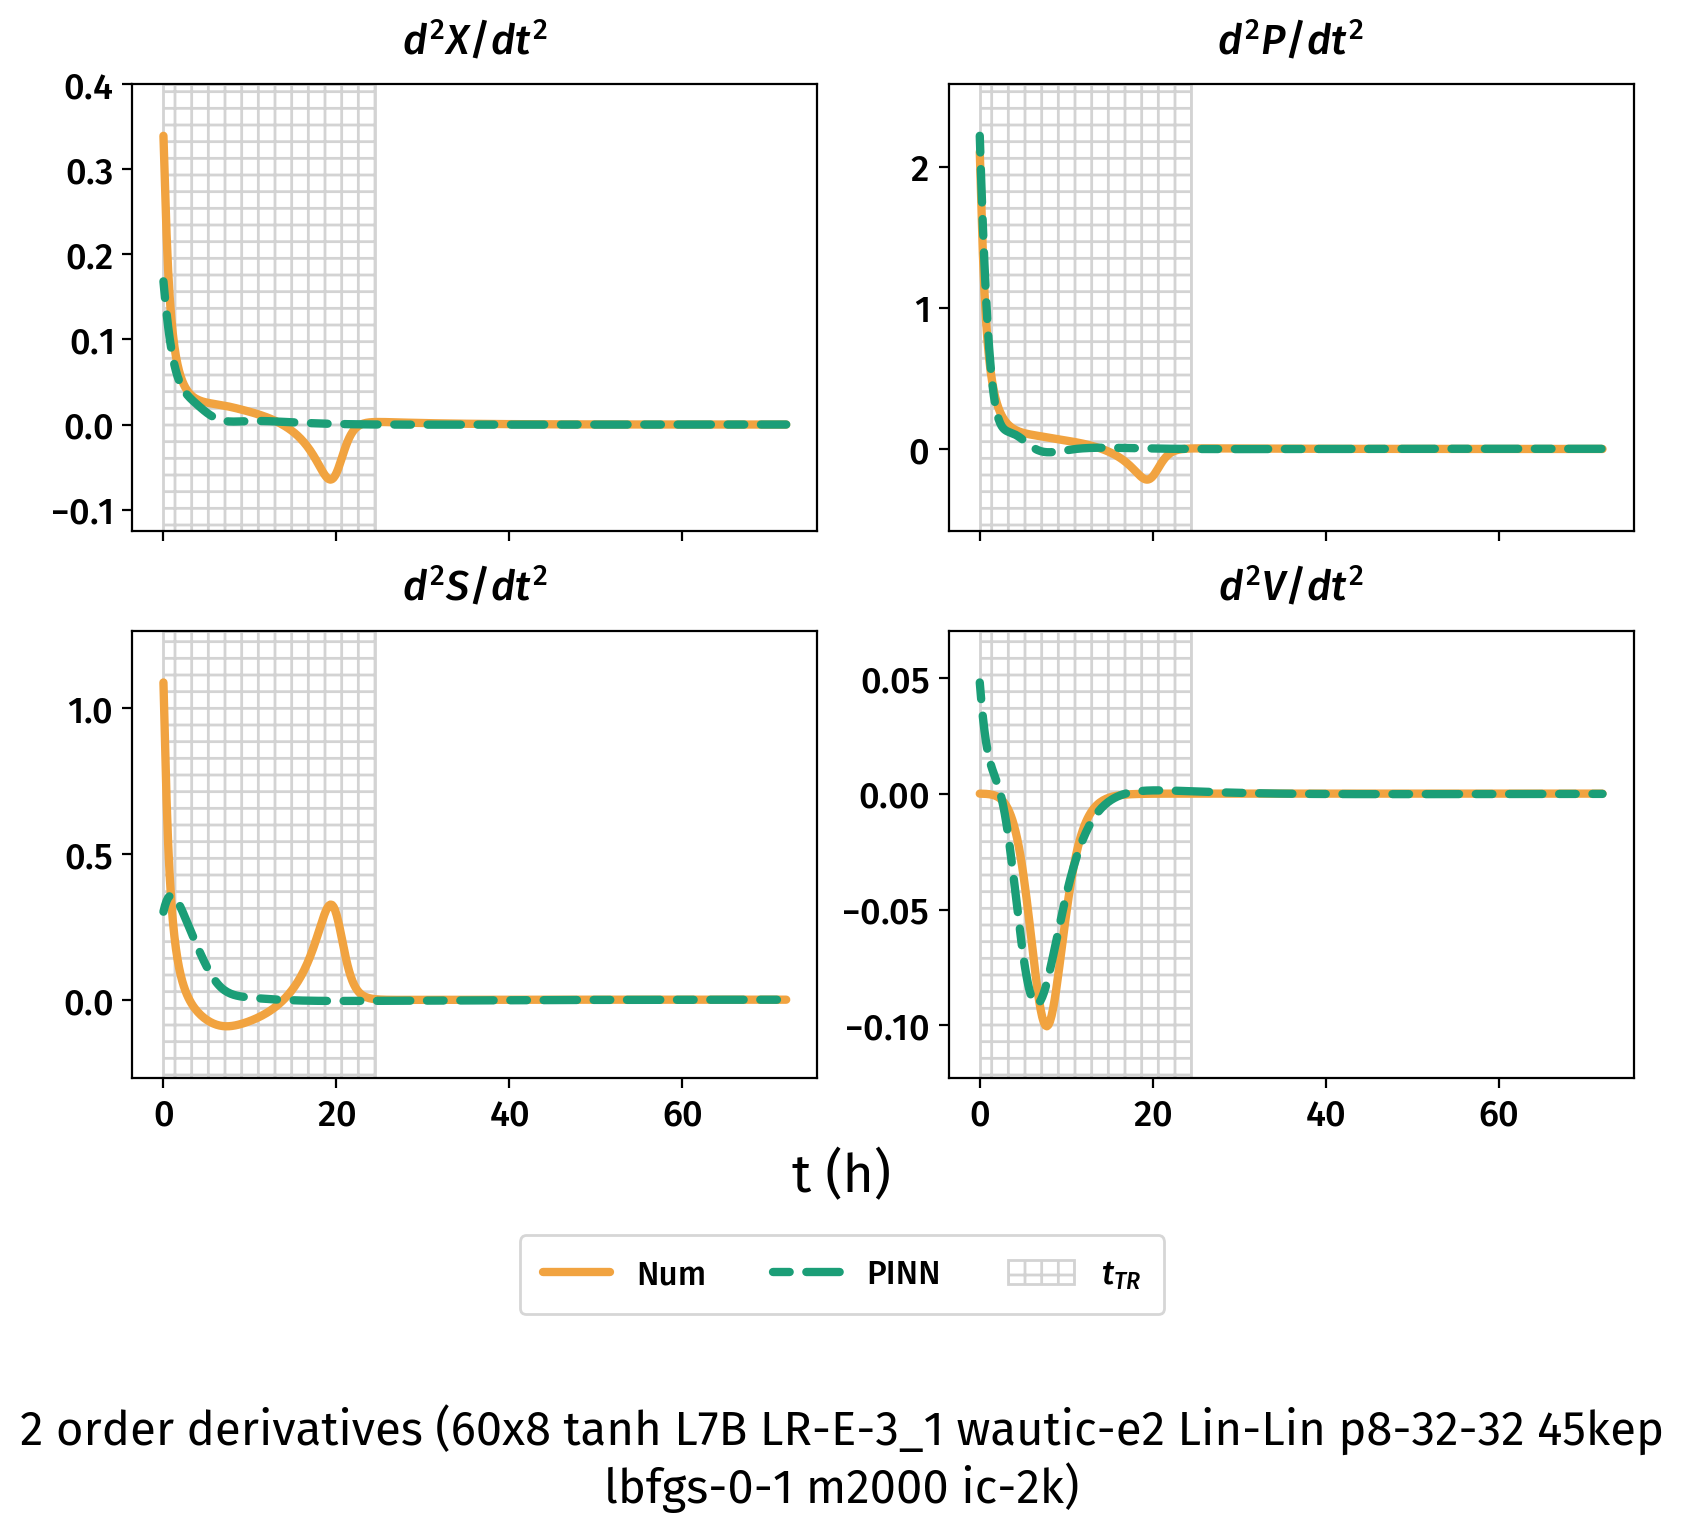 d²X/dt²
d²P/dt²
0.4
0.3
0.2
0.1
0.0
−0.1
2
1
0
d²S/dt²
d²V/dt²
1.0
0.5
0.0
0.05
0.00
−0.05
−0.10
0 20 40 60
0 20 40 60
t (h)
Num PINN t_TR
2 order derivatives (60x8 tanh L7B LR-E-3_1 wautic-e2 Lin-Lin p8-32-32 45kep
lbfgs-0-1 m2000 ic-2k)